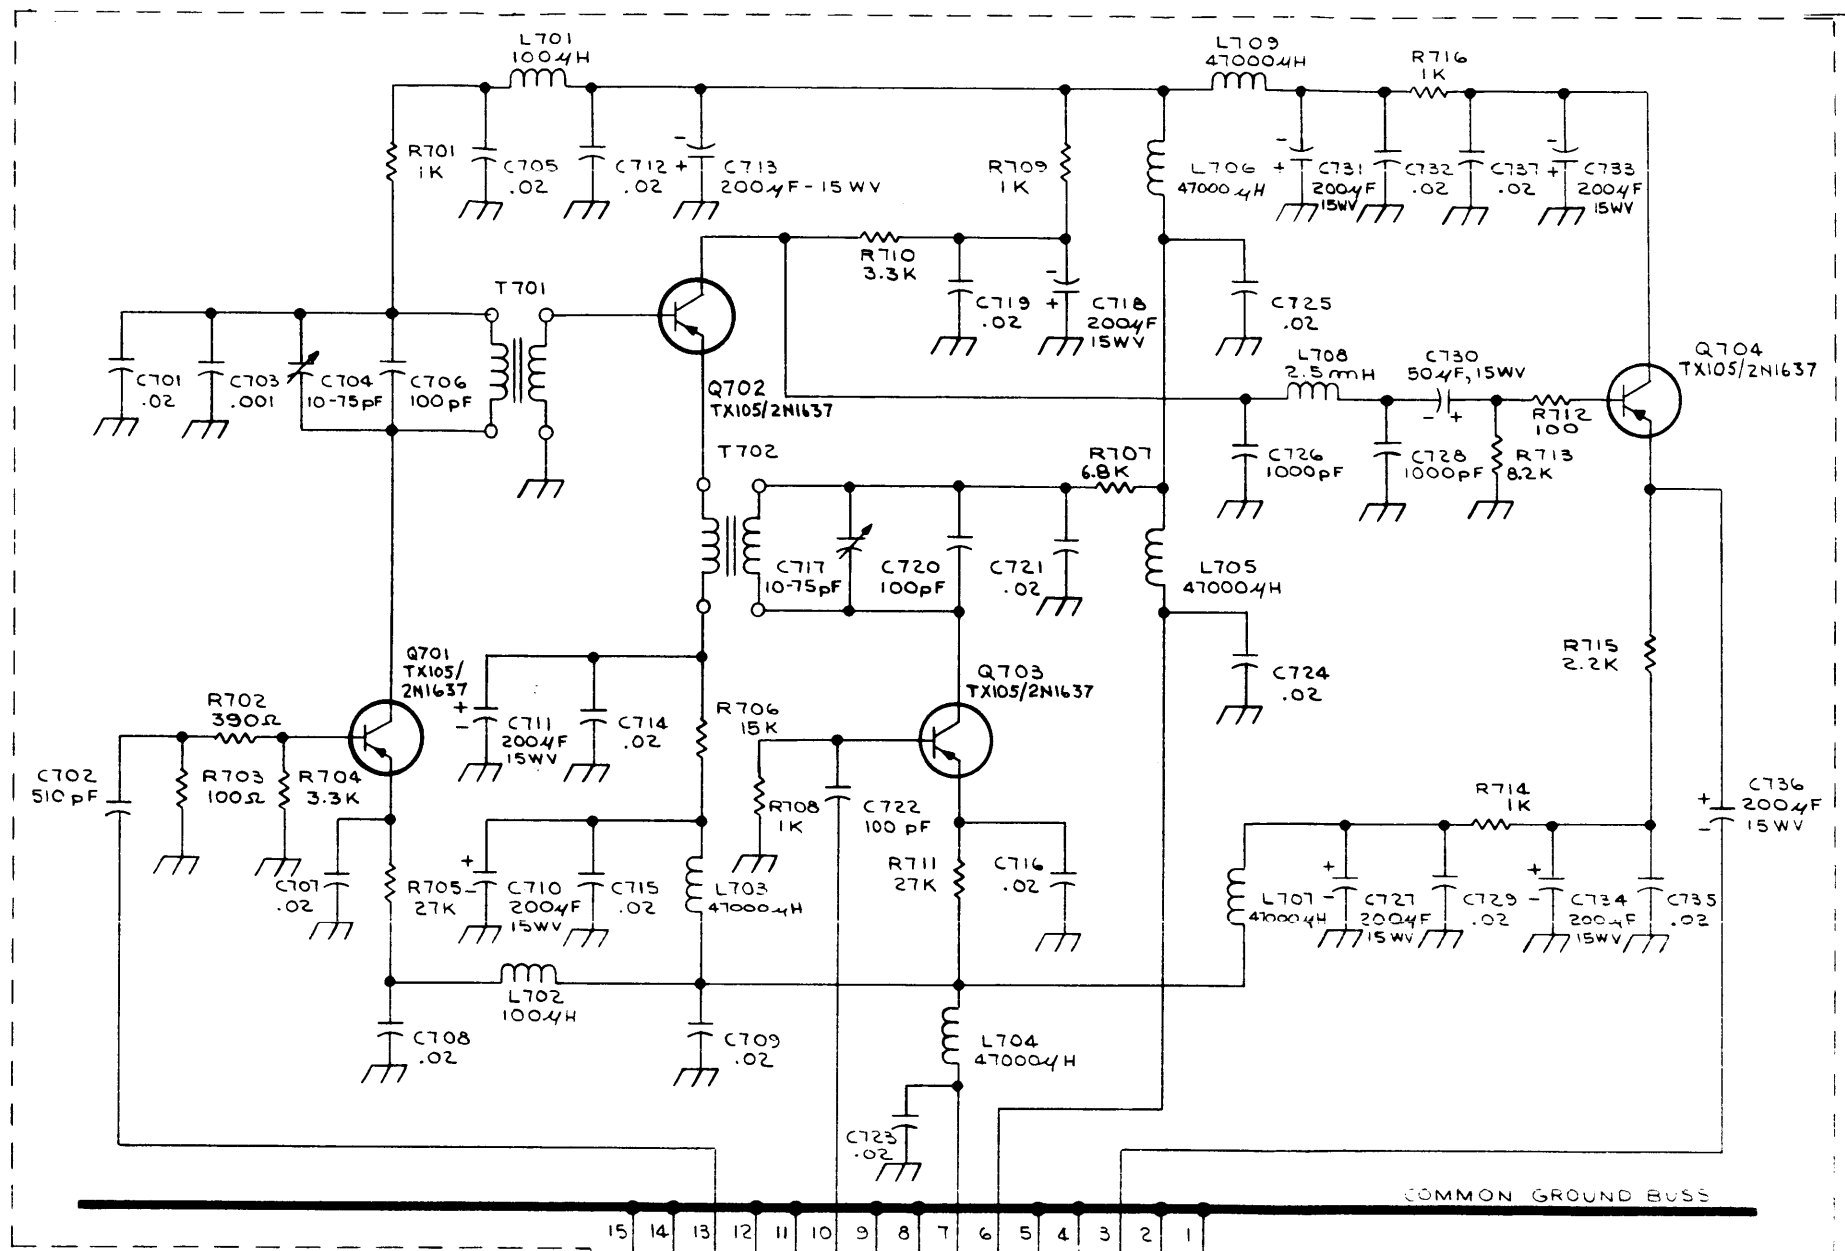 L701
100μH
L709
47000μH
R716
1K
R701
1K
C705
.02
C712
.02
-
+
C713
200μF-15WV
R709
1K
L706
47000μH
-
+
C731
200μF
15WV
C732
.02
C737
.02
-
+
C733
200μF
15WV
R710
3.3K
T701
C719
.02
-
+
C718
200μF
15WV
C725
.02
C701
.02
C703
.001
C704
10-75pF
C706
100pF
Q702
TX105/2N1637
L708
2.5mH
C730
50μF, 15WV
-
+
Q704
TX105/2N1637
R712
100
T702
R707
6.8K
C726
1000pF
C728
1000pF
R713
8.2K
C717
10-75pF
C720
100pF
C721
.02
L705
47000μH
Q701
TX105/
2N1637
Q703
TX105/2N1637
C724
.02
R715
2.2K
R702
390Ω
+
-
C711
200μF
15WV
C714
.02
R706
15K
C702
510pF
R703
100Ω
R704
3.3K
R708
1K
C722
100 pF
R714
1K
+
-
C736
200μF
15WV
C707
.02
R705
27K
+
-
C710
200μF
15WV
C715
.02
L703
47000μH
R711
27K
C716
.02
L707
47000μH
+
-
C727
200μF
15WV
C729
.02
+
-
C734
200μF
15WV
C735
.02
L702
100μH
C708
.02
C709
.02
L704
47000μH
C723
.02
COMMON GROUND BUSS
15 14 13 12 11 10 9 8 7 6 5 4 3 2 1